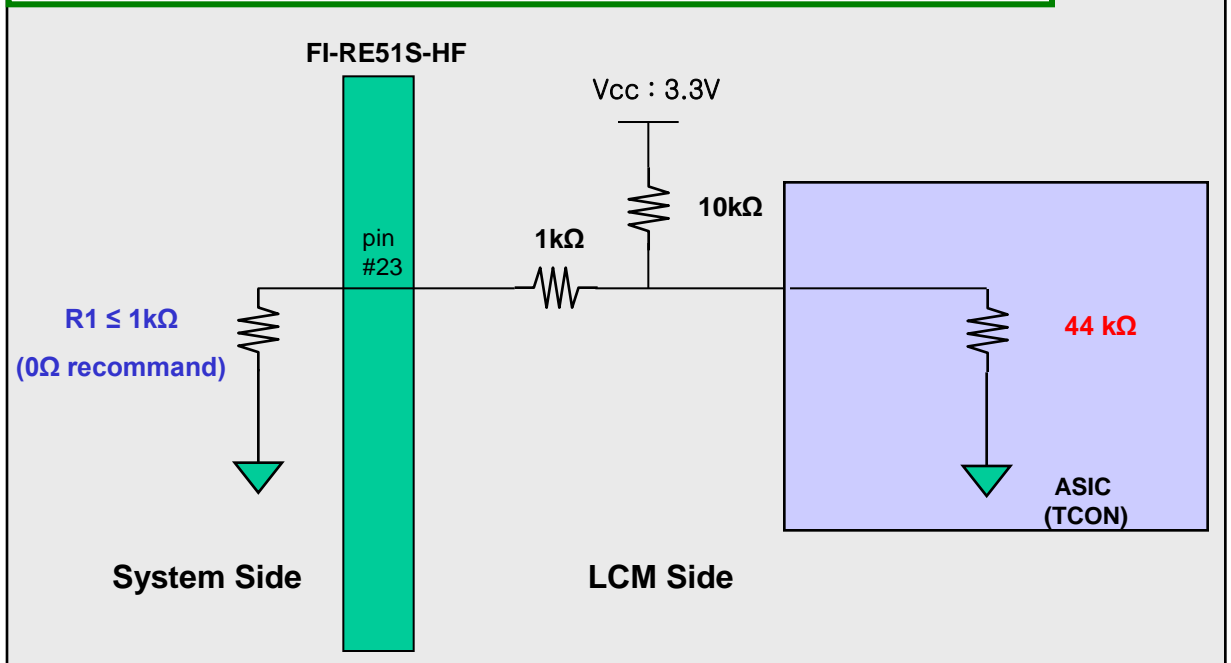 FI-RE51S-HF
Vcc : 3.3V
10kΩ
1kΩ
pin
#23
R1 ≤ 1kΩ
(0Ω recommand)
44 kΩ
ASIC
(TCON)
System Side
LCM Side